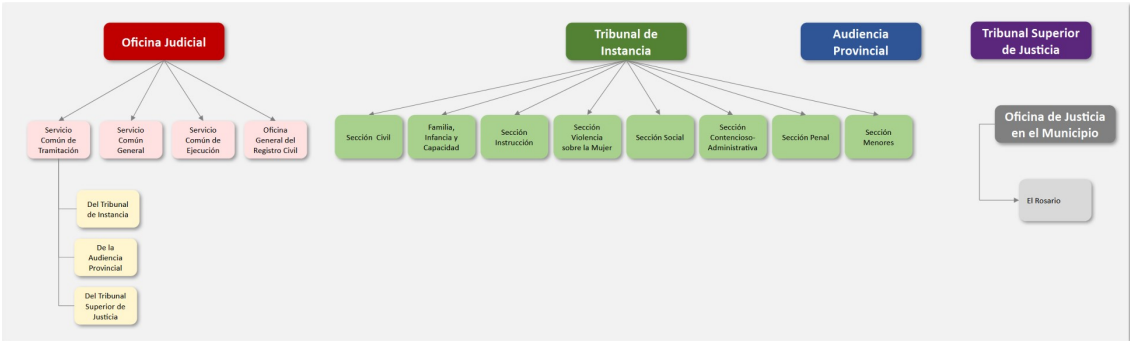 Oficina Judicial
Tribunal de
Instancia
Audiencia
Provincial
Tribunal Superior
de Justicia
Servicio
Común de
Tramitación
Servicio
Común
General
Servicio
Común de
Ejecución
Oficina
General del
Registro Civil
Sección Civil
Familia,
Infancia y
Capacidad
Sección
Instrucción
Sección
Violencia
sobre la Mujer
Sección Social
Sección
Contencioso-
Administrativa
Sección Penal
Sección
Menores
Oficina de Justicia
en el Municipio
Del Tribunal
de Instancia
De la
Audiencia
Provincial
Del Tribunal
Superior de
Justicia
El Rosario